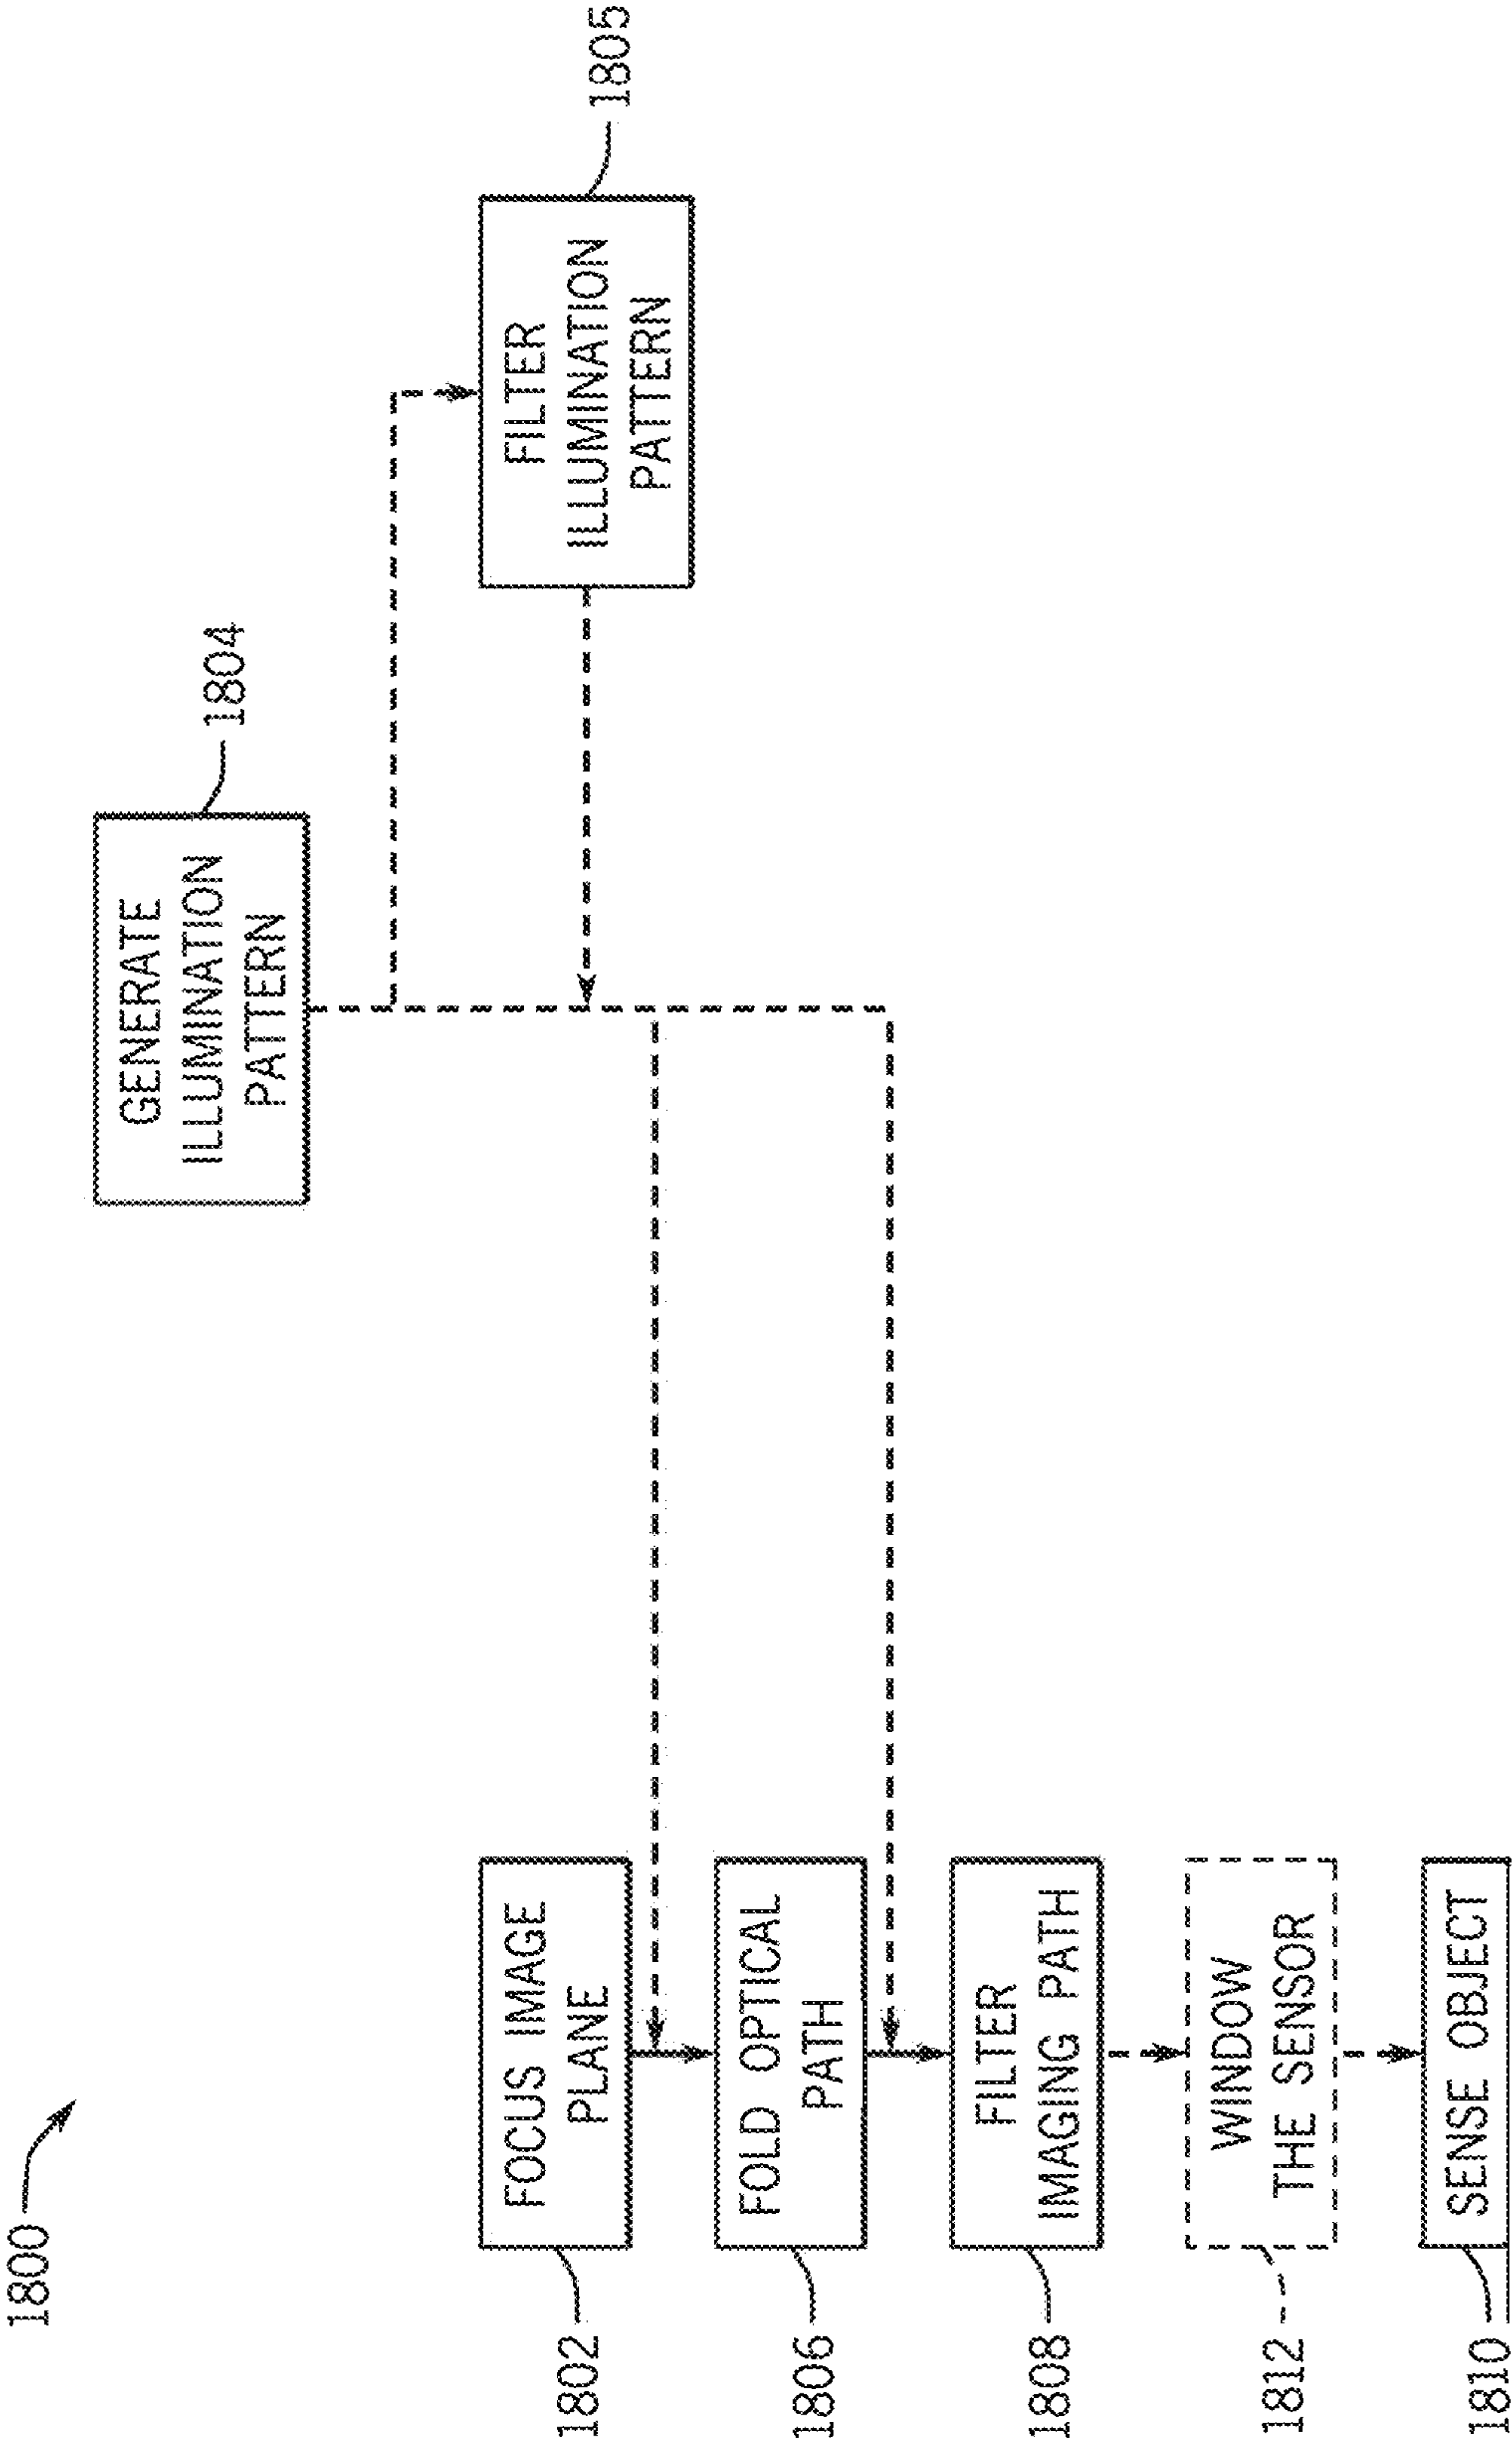 1800
GENERATE
ILLUMINATION
PATTERN
1804
FILTER
ILLUMINATION
PATTERN
1805
1802
FOCUS IMAGE
PLANE
1806
FOLD OPTICAL
PATH
1808
FILTER
IMAGING PATH
1812
WINDOW
THE SENSOR
1810
SENSE OBJECT